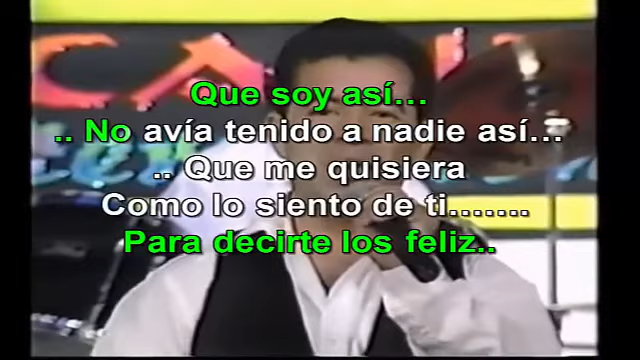 Que soy así...
.. No avía tenido a nadie así...
.. Que me quisiera
Como lo siento de ti.......
Para decirte los feliz..